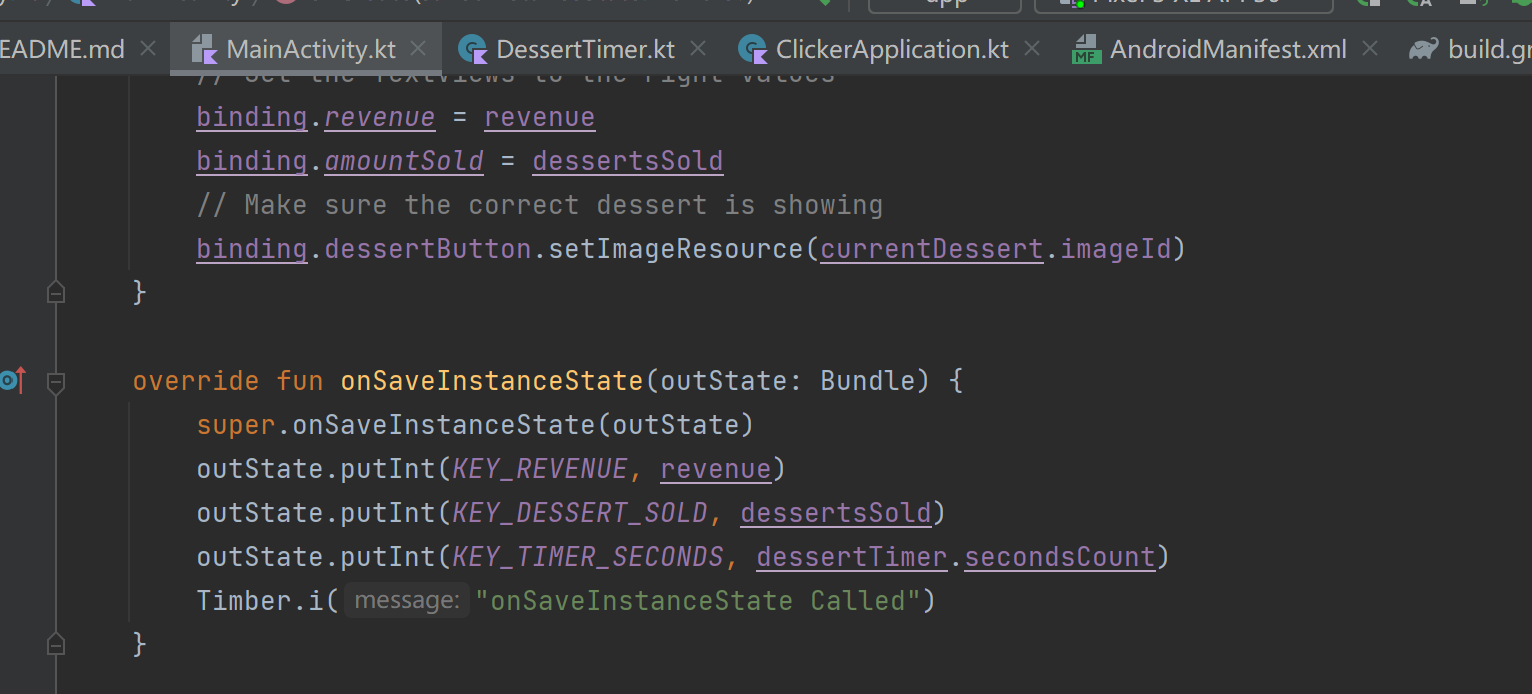 EADME.md MainActivity.kt DessertTimer.kt ClickerApplication.kt MF AndroidManifest.xml build.gr
// Set the TextViews to the right values
binding.revenue = revenue
binding.amountSold = dessertsSold
// Make sure the correct dessert is showing
binding.dessertButton.setImageResource(currentDessert.imageId)
}
override fun onSaveInstanceState(outState: Bundle) {
super.onSaveInstanceState(outState)
outState.putInt(KEY_REVENUE, revenue)
outState.putInt(KEY_DESSERT_SOLD, dessertsSold)
outState.putInt(KEY_TIMER_SECONDS, dessertTimer.secondsCount)
Timber.i( message: "onSaveInstanceState Called")
}